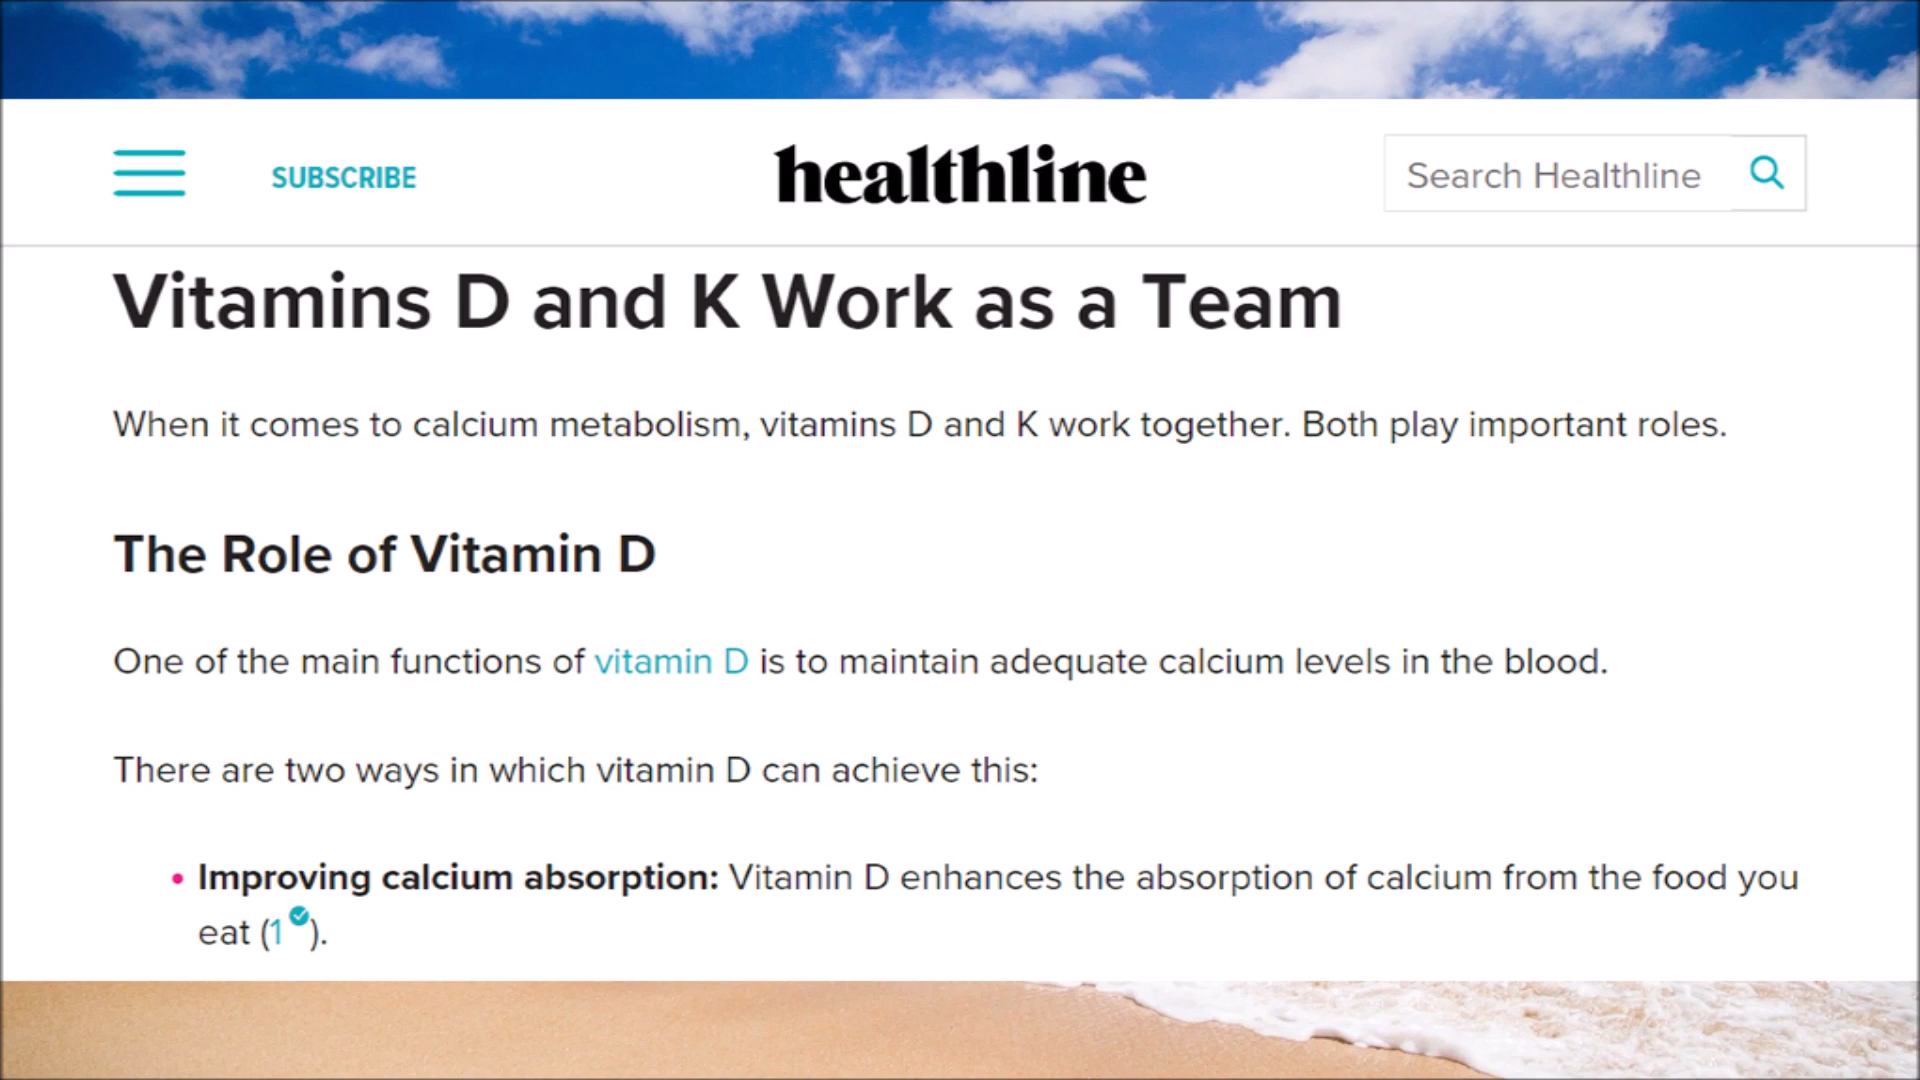 SUBSCRIBE
healthline
Search Healthline
Vitamins D and K Work as a Team
When it comes to calcium metabolism, vitamins D and K work together. Both play important roles.
The Role of Vitamin D
One of the main functions of vitamin D is to maintain adequate calcium levels in the blood.
There are two ways in which vitamin D can achieve this:
• Improving calcium absorption: Vitamin D enhances the absorption of calcium from the food you
eat (1).